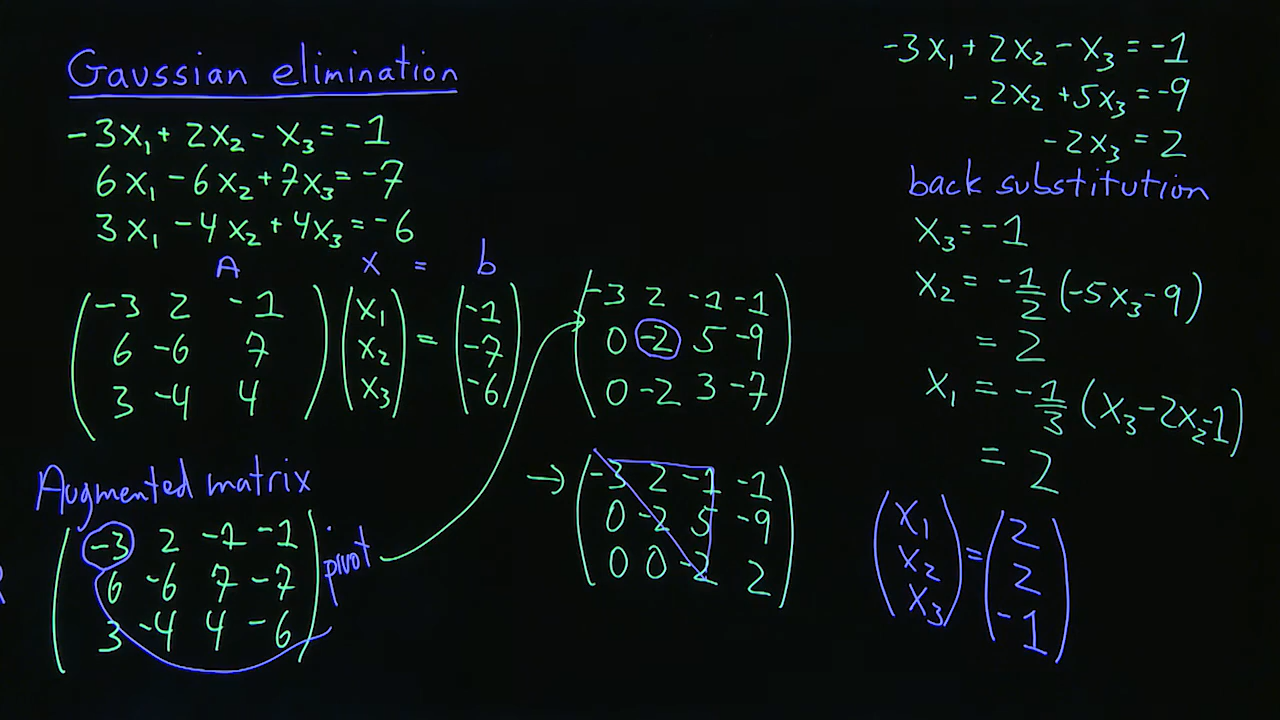 Gaussian elimination
-3x₁ + 2x₂ - x₃ = -1
6x₁ - 6x₂ + 7x₃ = -7
3x₁ - 4x₂ + 4x₃ = -6
A x = b
-3 2 -1 x₁ -1
6 -6 7 x₂ = -7
3 -4 4 x₃ -6
Augmented matrix
-3 2 -1 -1
6 -6 7 -7
3 -4 4 -6
pivot
-3 2 -1 -1
0 -2 5 -9
0 -2 3 -7
→
-3 2 -1 -1
0 -2 5 -9
0 0 -2 2
-3x₁ + 2x₂ - x₃ = -1
-2x₂ + 5x₃ = -9
-2x₃ = 2
back substitution
x₃ = -1
x₂ = -1/2 (-5x₃ - 9)
= 2
x₁ = -1/3 (x₃ - 2x₂ - 1)
= 2
x₁ 2
x₂ = 2
x₃ -1